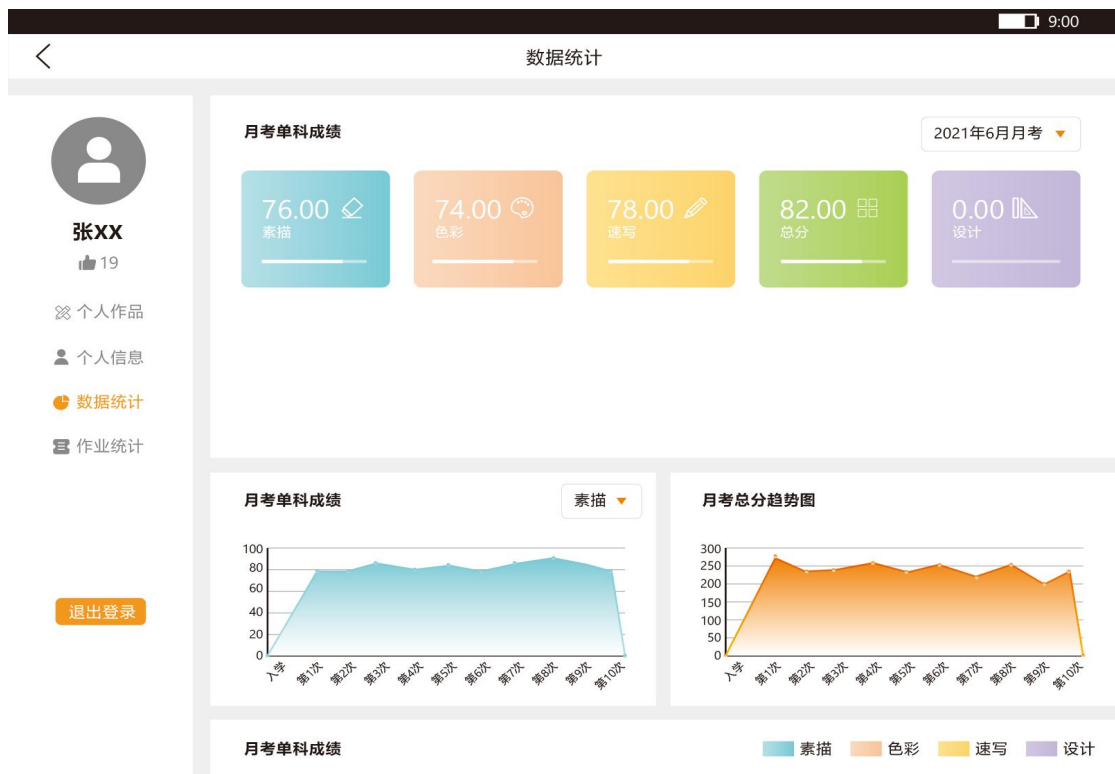 9:00
数据统计
张XX
19
个人作品
个人信息
数据统计
作业统计
退出登录
月考单科成绩
2021年6月月考
76.00
素描
74.00
色彩
78.00
速写
82.00
总分
0.00
设计
月考单科成绩
素描
100
80
60
40
20
0
入学 第1次 第2次 第3次 第4次 第5次 第6次 第7次 第8次 第9次 第10次
月考总分趋势图
300
250
200
150
100
50
0
入学 第1次 第2次 第3次 第4次 第5次 第6次 第7次 第8次 第9次 第10次
月考单科成绩
素描 色彩 速写 设计